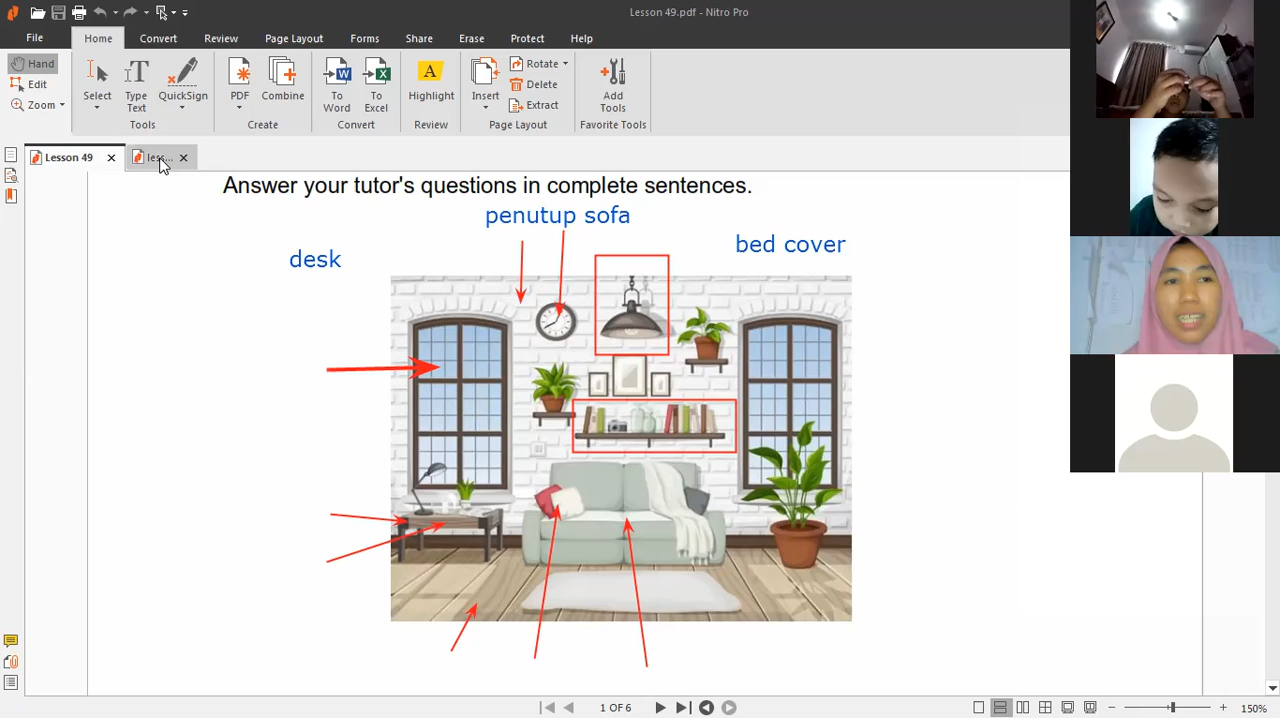 Lesson 49.pdf - Nitro Pro
File
Home
Convert
Review
Page Layout
Forms
Share
Erase
Protect
Help
Hand
Edit
Zoom
Select
Type Text
QuickSign
Tools
PDF
Combine
Create
To Word
To Excel
Convert
Highlight
Review
Insert
Rotate
Delete
Extract
Page Layout
Add Tools
Favorite Tools
Lesson 49
less...
Answer your tutor's questions in complete sentences.
penutup sofa
bed cover
desk
1 OF 6
150%